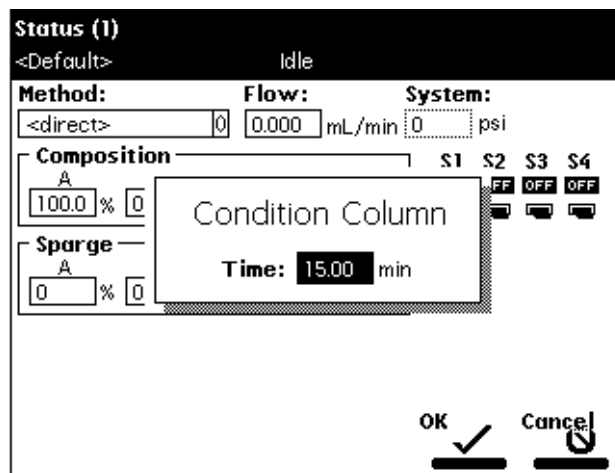 Status (1)
<Default> Idle
Method: Flow: System:
<direct> 0 0.000 mL/min 0 psi
Composition S1 S2 S3 S4
A FF OFF OFF
100.0 % 0
Condition Column
Sparge
Time: 15.00 min
A
0 % 0
OK Cancel